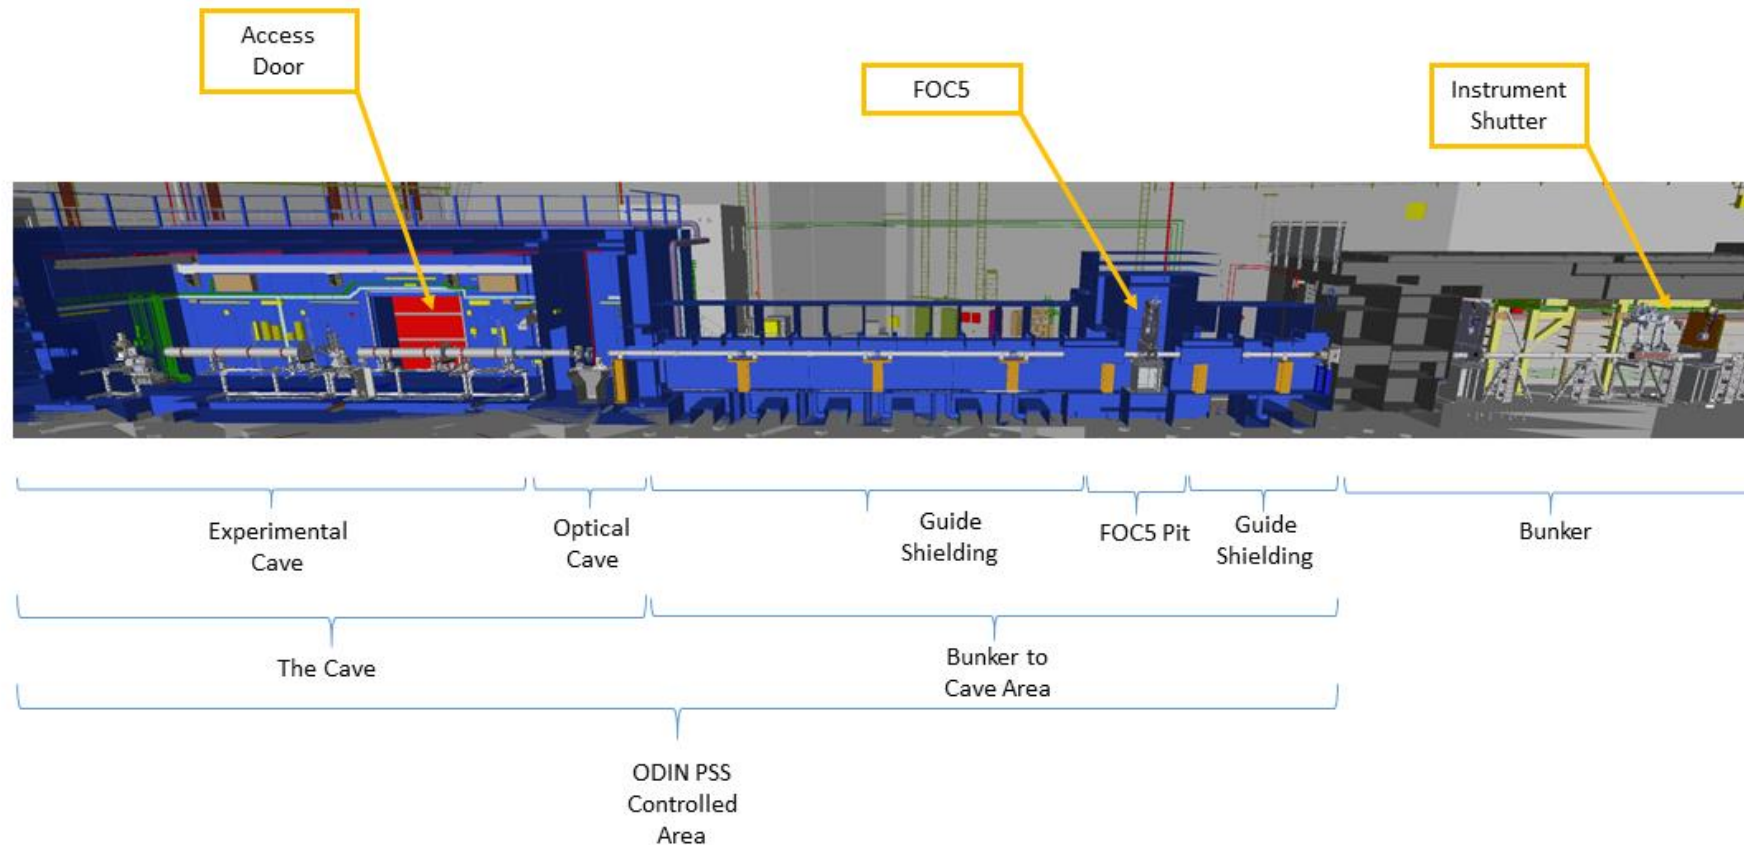 Access
Door
FOC5
Instrument
Shutter
Experimental
Cave
Optical
Cave
Guide
Shielding
FOC5 Pit
Guide
Shielding
Bunker
The Cave
Bunker to
Cave Area
ODIN PSS
Controlled
Area